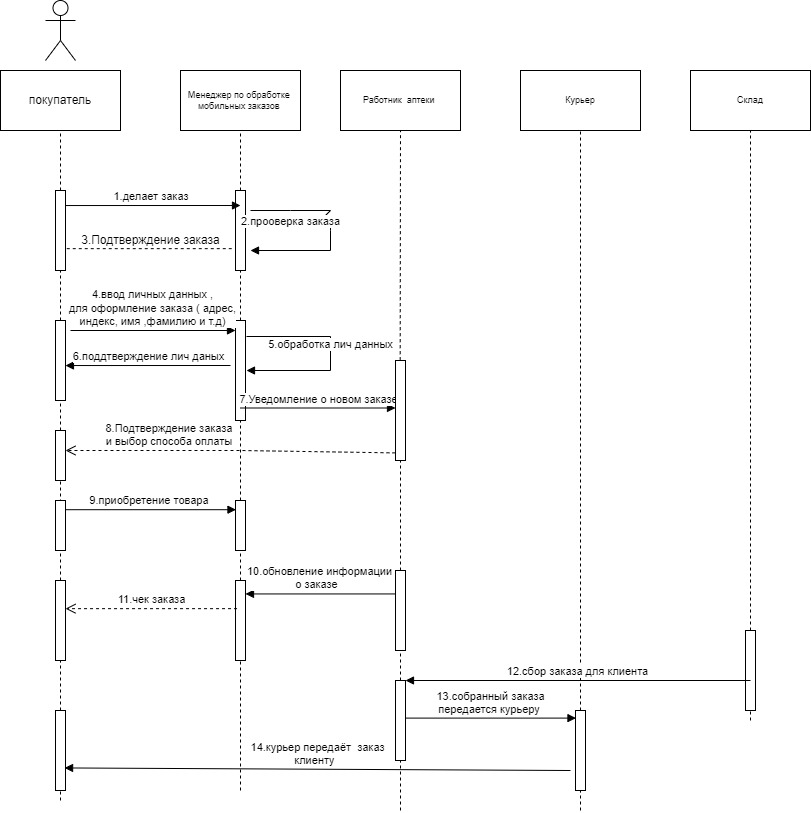 покупатель
Менеджер по обработке
мобильных заказов
Работник аптеки
Курьер
Склад
1.делает заказ
2.прооверка заказа
3.Подтверждение заказа
4.ввод личных данных ,
для оформление заказа ( адрес,
индекс, имя ,фамилию и т.д)
5.обработка лич данных
6.поддтверждение лич даных
7.Уведомление о новом заказе
8.Подтверждение заказа
и выбор способа оплаты
9.приобретение товара
10.обновление информации
о заказе
11.чек заказа
12.сбор заказа для клиента
13.собранный заказа
передается курьеру
14.курьер передаёт заказ
клиенту